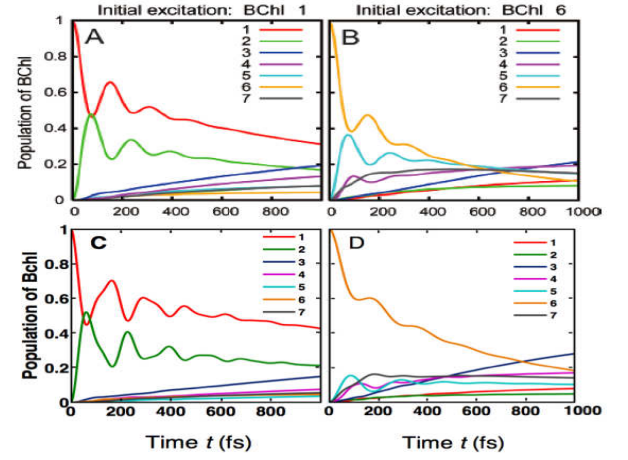 Initial excitation: BChl 1
Initial excitation: BChl 6
Population of BChl
1
0.8
0.6
0.4
0.2
0
A
1
2
3
4
5
6
7
0 200 400 600 800
B
1
2
3
4
5
6
7
0 200 400 600 800 1000
Population of Bchl
1
0.8
0.6
0.4
0.2
0
C
1
2
3
4
5
6
7
0 200 400 600 800
Time t (fs)
D
1
2
3
4
5
6
7
0 200 400 600 800 1000
Time t (fs)